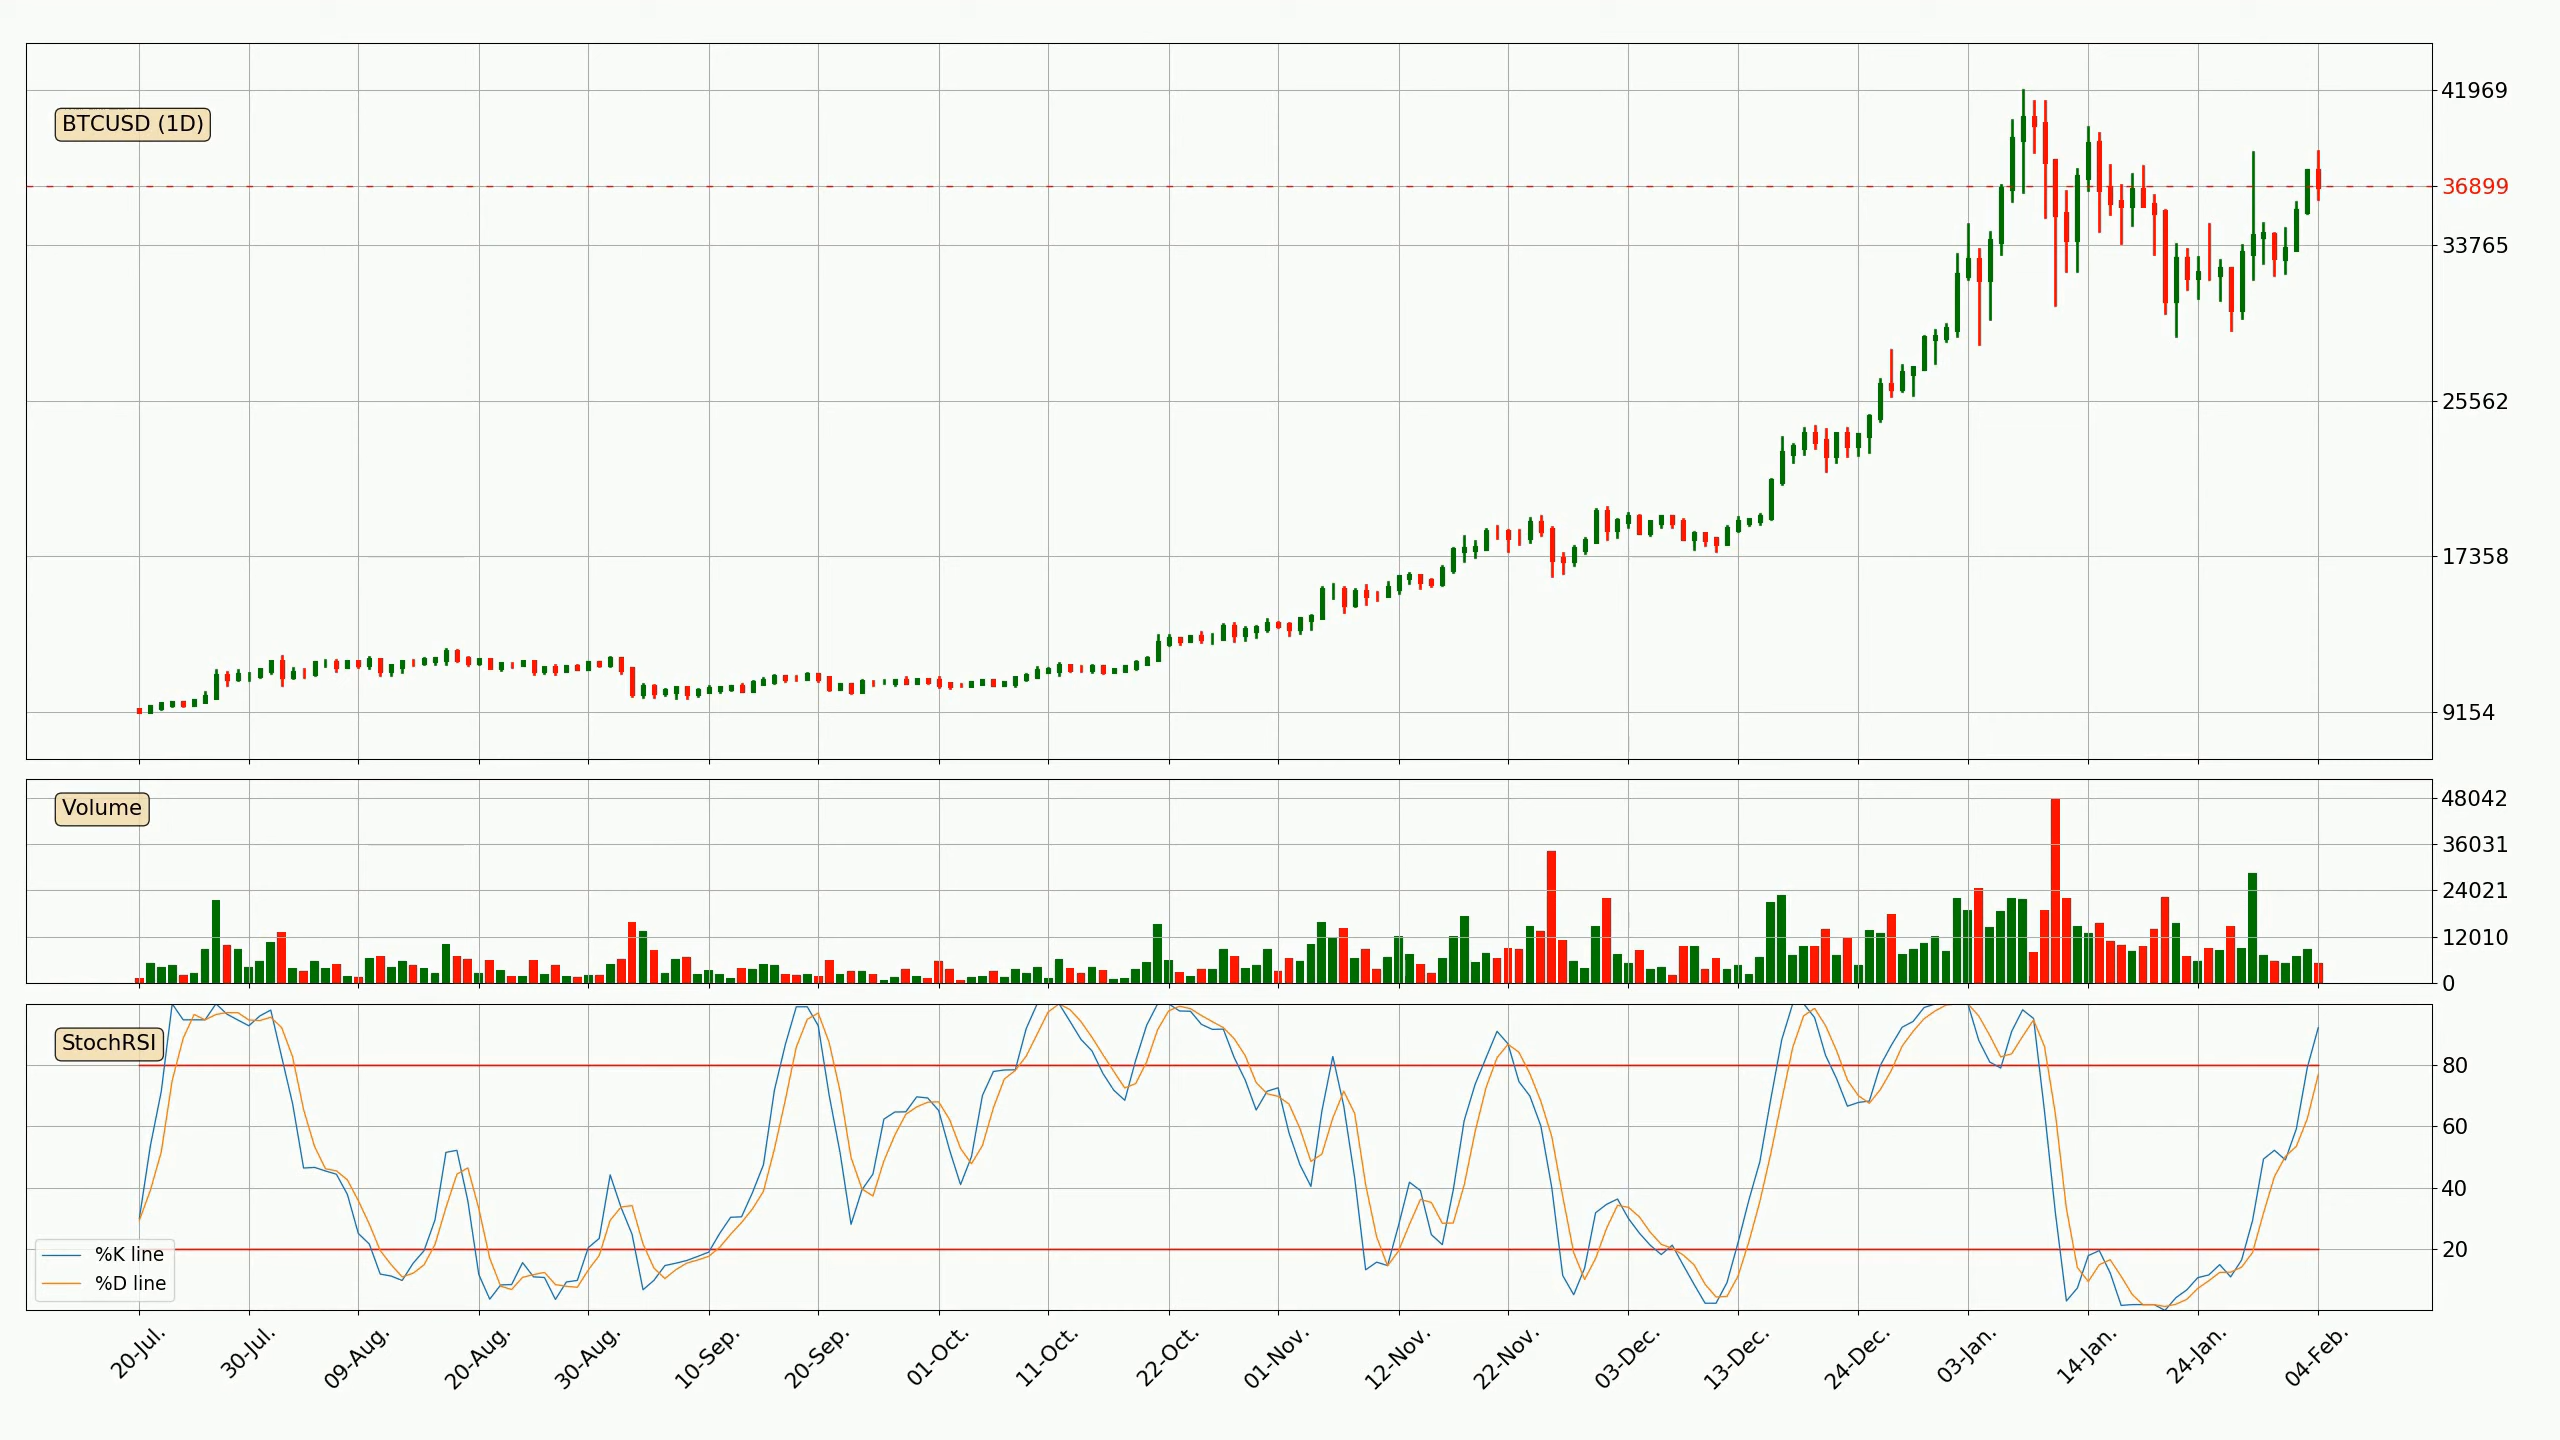 BTCUSD (1D)
41969
36899
33765
25562
17358
9154
Volume
48042
36031
24021
12010
0
StochRSI
80
60
40
20
%K line
%D line
20-Jul.
30-Jul.
09-Aug.
20-Aug.
30-Aug.
10-Sep.
20-Sep.
01-Oct.
11-Oct.
22-Oct.
01-Nov.
12-Nov.
22-Nov.
03-Dec.
13-Dec.
24-Dec.
03-Jan.
14-Jan.
24-Jan.
04-Feb.